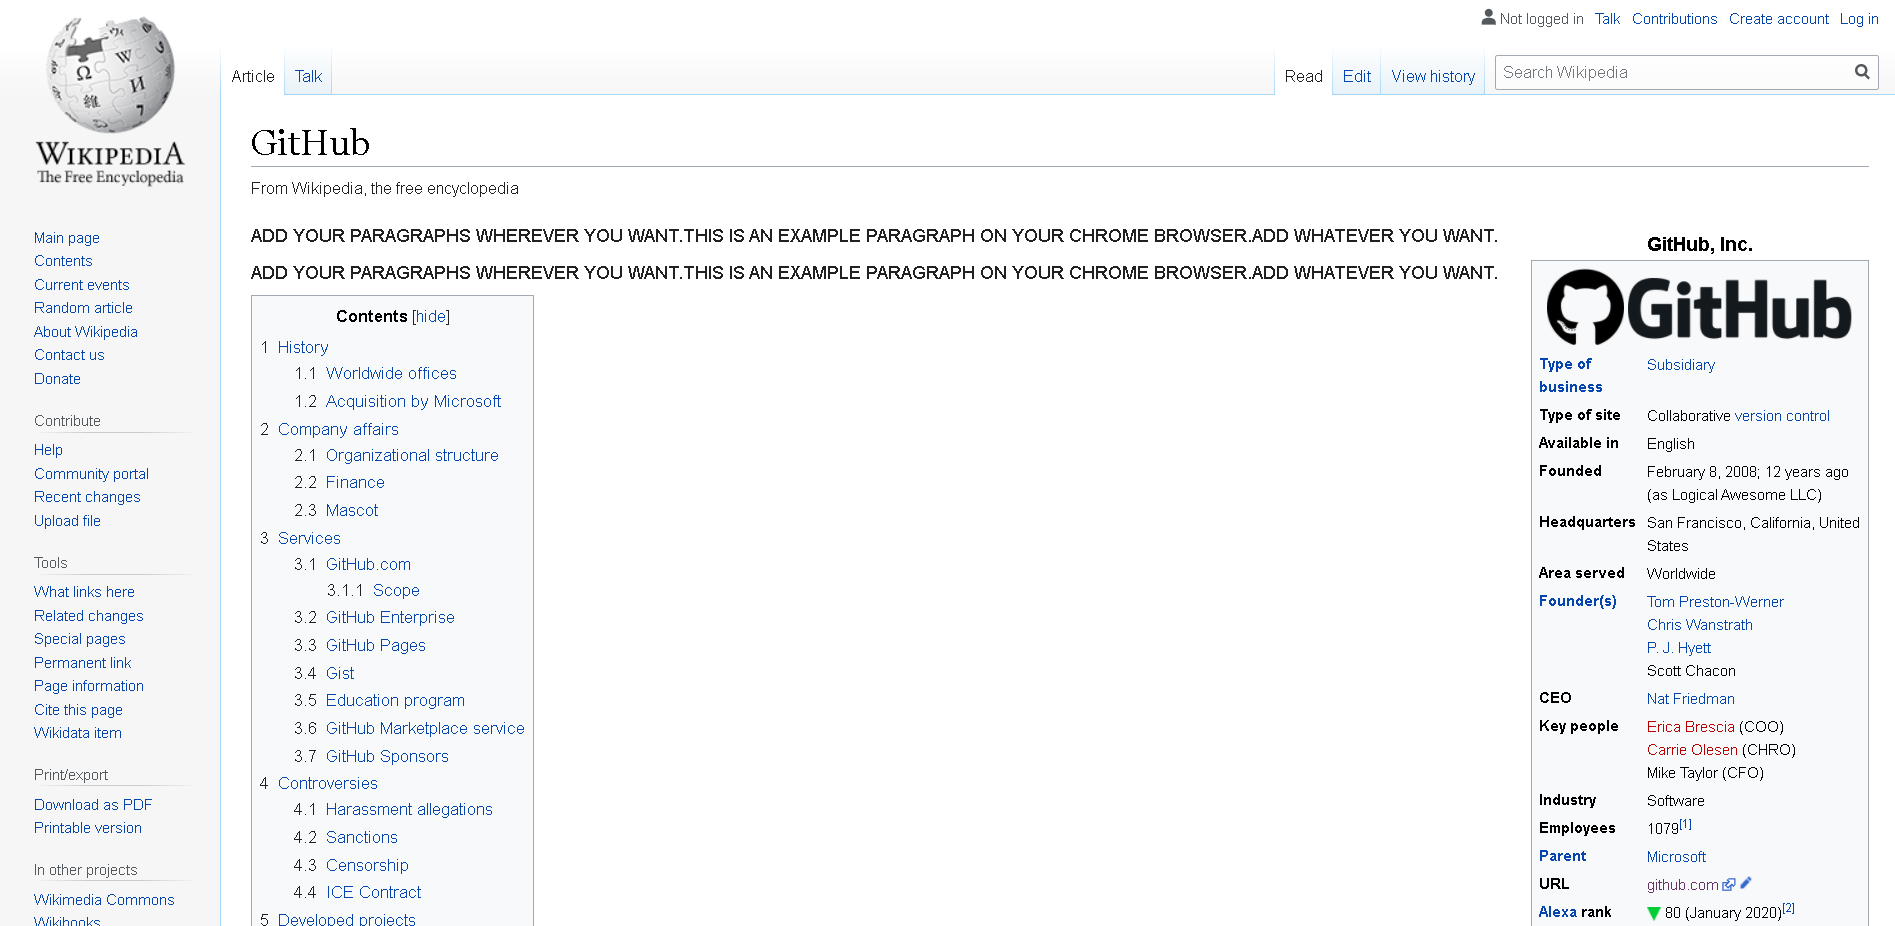 Not logged in Talk Contributions Create account Log in
Article Talk Read Edit View history Search Wikipedia
WIKIPEDIA
The Free Encyclopedia
Main page
Contents
Current events
Random article
About Wikipedia
Contact us
Donate
Contribute
Help
Community portal
Recent changes
Upload file
Tools
What links here
Related changes
Special pages
Permanent link
Page information
Cite this page
Wikidata item
Print/export
Download as PDF
Printable version
In other projects
Wikimedia Commons
Wikibooks
GitHub
From Wikipedia, the free encyclopedia
ADD YOUR PARAGRAPHS WHEREVER YOU WANT.THIS IS AN EXAMPLE PARAGRAPH ON YOUR CHROME BROWSER.ADD WHATEVER YOU WANT.
ADD YOUR PARAGRAPHS WHEREVER YOU WANT.THIS IS AN EXAMPLE PARAGRAPH ON YOUR CHROME BROWSER.ADD WHATEVER YOU WANT.
Contents [hide]
1 History
1.1 Worldwide offices
1.2 Acquisition by Microsoft
2 Company affairs
2.1 Organizational structure
2.2 Finance
2.3 Mascot
3 Services
3.1 GitHub.com
3.1.1 Scope
3.2 GitHub Enterprise
3.3 GitHub Pages
3.4 Gist
3.5 Education program
3.6 GitHub Marketplace service
3.7 GitHub Sponsors
4 Controversies
4.1 Harassment allegations
4.2 Sanctions
4.3 Censorship
4.4 ICE Contract
5 Developed projects
GitHub, Inc.
GitHub
Type of Subsidiary
business
Type of site Collaborative version control
Available in English
Founded February 8, 2008; 12 years ago
(as Logical Awesome LLC)
Headquarters San Francisco, California, United
States
Area served Worldwide
Founder(s) Tom Preston-Werner
Chris Wanstrath
P. J. Hyett
Scott Chacon
CEO Nat Friedman
Key people Erica Brescia (COO)
Carrie Olesen (CHRO)
Mike Taylor (CFO)
Industry Software
Employees 1079[1]
Parent Microsoft
URL github.com
Alexa rank ▼ 80 (January 2020)[2]